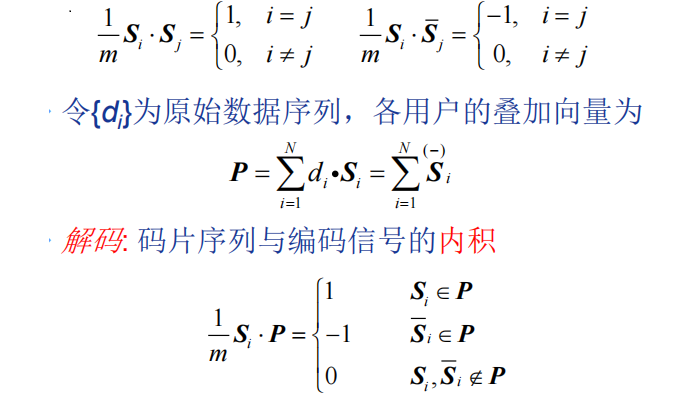 $\frac{1}{m}\boldsymbol{S}_i \cdot \boldsymbol{S}_j = \begin{cases} 1, & i = j \\ 0, & i \neq j \end{cases} \quad \frac{1}{m}\boldsymbol{S}_i \cdot \overline{\boldsymbol{S}}_j = \begin{cases} -1, & i = j \\ 0, & i \neq j \end{cases}$
令{d_i}为原始数据序列，各用户的叠加向量为
$\boldsymbol{P} = \sum_{i=1}^{N} d_i \bullet \boldsymbol{S}_i = \sum_{i=1}^{N} \overset{(-)}{\boldsymbol{S}}_i$
解码: 码片序列与编码信号的内积
$\frac{1}{m}\boldsymbol{S}_i \cdot \boldsymbol{P} = \begin{cases} 1 & \boldsymbol{S}_i \in \boldsymbol{P} \\ -1 & \overline{\boldsymbol{S}}_i \in \boldsymbol{P} \\ 0 & \boldsymbol{S}_i, \overline{\boldsymbol{S}}_i \notin \boldsymbol{P} \end{cases}$